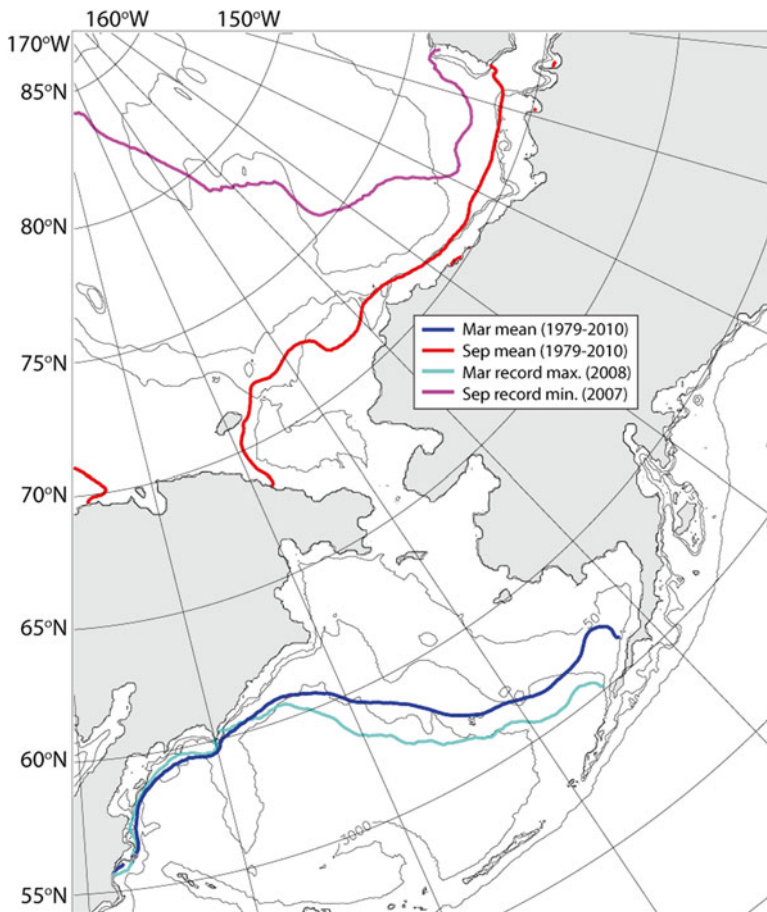 160°W 150°W
170°W
85°N
80°N
Mar mean (1979-2010)
Sep mean (1979-2010)
Mar record max. (2008)
Sep record min. (2007)
75°N
70°N
50
65°N
60°N
3000
55°N